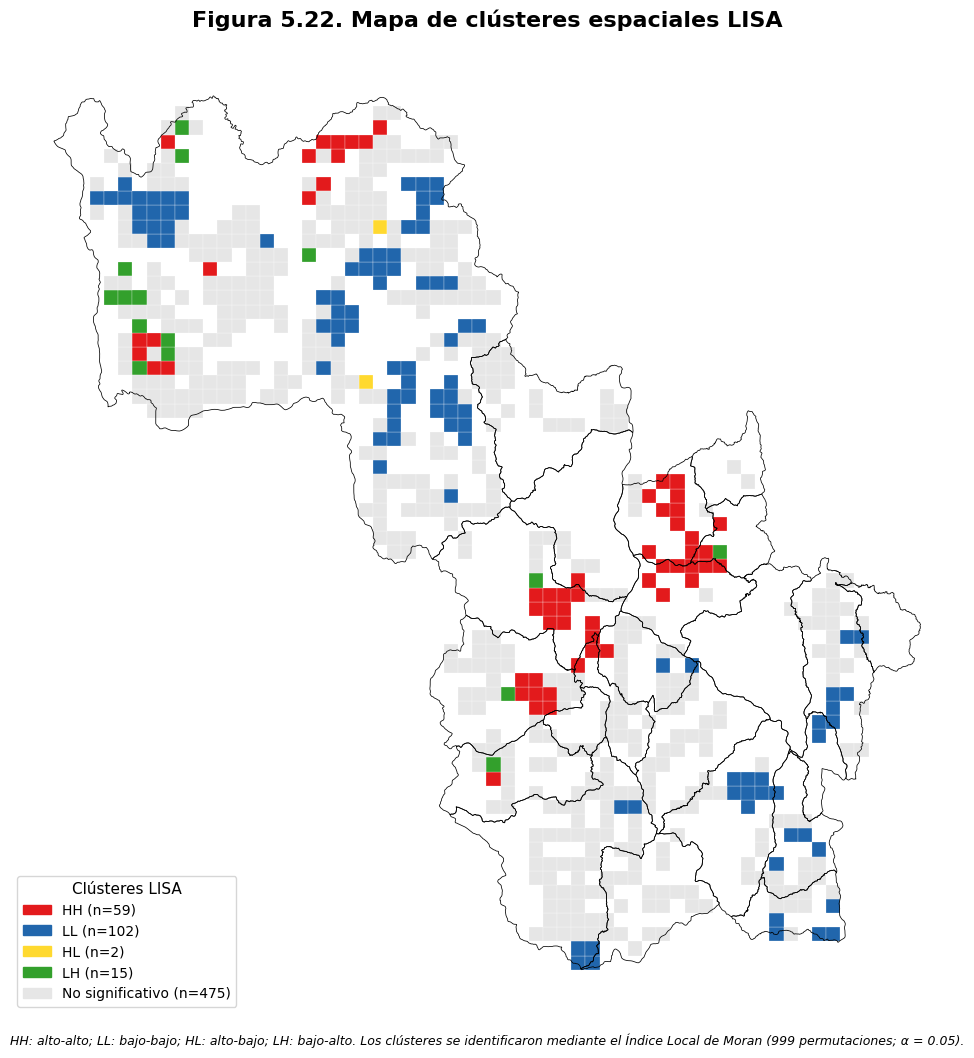 Figura 5.22. Mapa de clústeres espaciales LISA
Clústeres LISA
HH (n=59)
LL (n=102)
HL (n=2)
LH (n=15)
No significativo (n=475)
HH: alto-alto; LL: bajo-bajo; HL: alto-bajo; LH: bajo-alto. Los clústeres se identificaron mediante el Índice Local de Moran (999 permutaciones; α = 0.05).